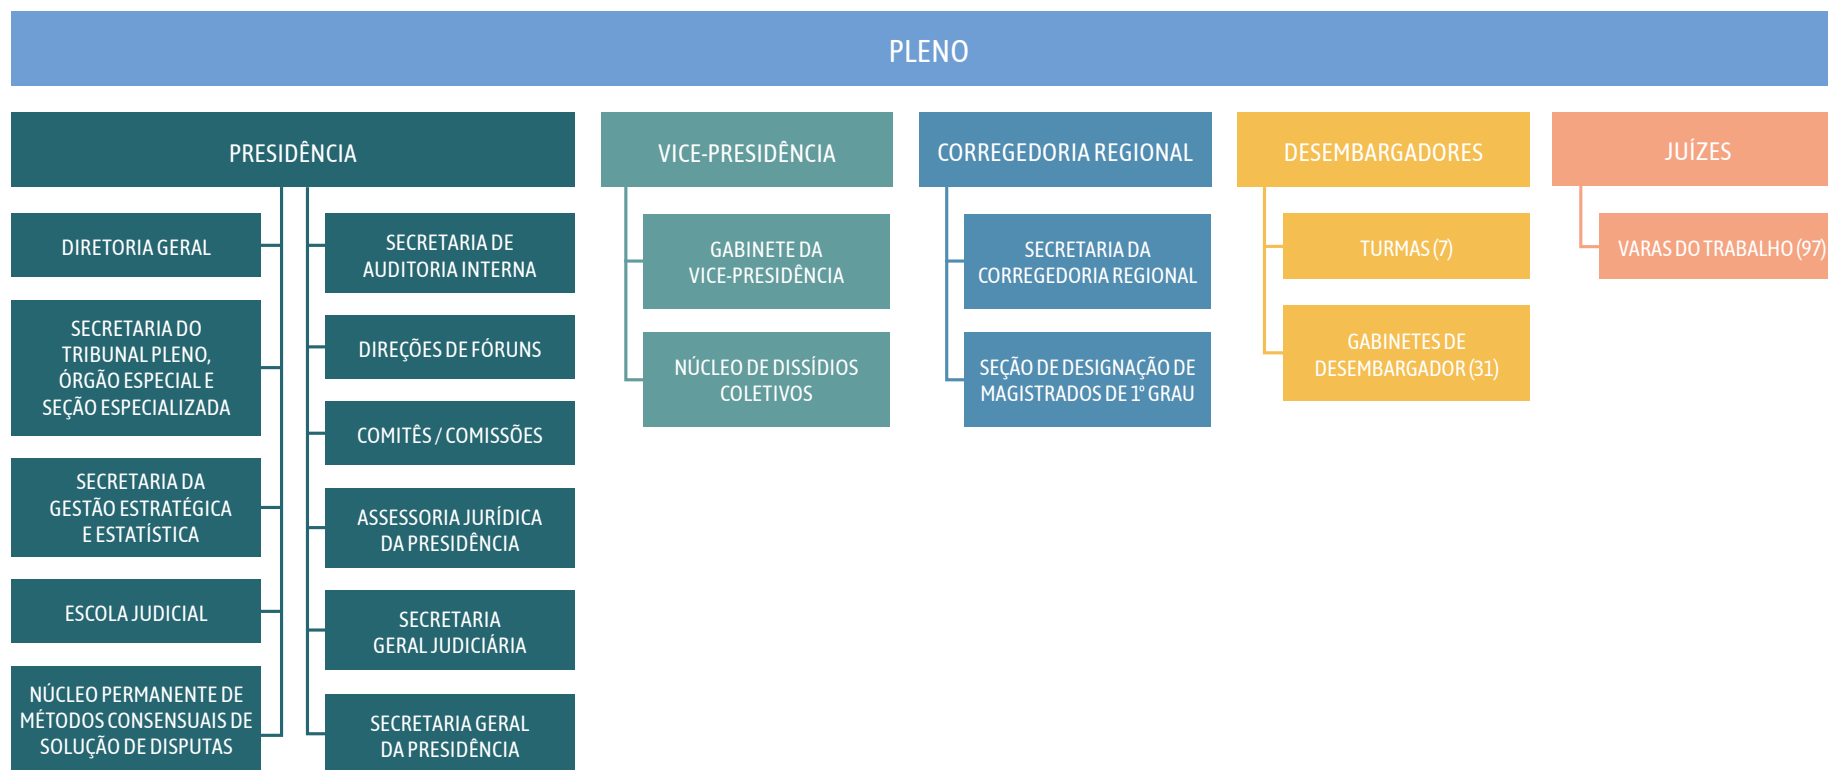 PLENO
PRESIDÊNCIA
DIRETORIA GERAL
SECRETARIA DO
TRIBUNAL PLENO,
ÓRGÃO ESPECIAL E
SEÇÃO ESPECIALIZADA
SECRETARIA DA
GESTÃO ESTRATÉGICA
E ESTATÍSTICA
ESCOLA JUDICIAL
NÚCLEO PERMANENTE DE
MÉTODOS CONSENSUAIS DE
SOLUÇÃO DE DISPUTAS
SECRETARIA DE
AUDITORIA INTERNA
DIREÇÕES DE FÓRUNS
COMITÊS / COMISSÕES
ASSESSORIA JURÍDICA
DA PRESIDÊNCIA
SECRETARIA
GERAL JUDICIÁRIA
SECRETARIA GERAL
DA PRESIDÊNCIA
VICE-PRESIDÊNCIA
GABINETE DA
VICE-PRESIDÊNCIA
NÚCLEO DE DISSÍDIOS
COLETIVOS
CORREGEDORIA REGIONAL
SECRETARIA DA
CORREGEDORIA REGIONAL
SEÇÃO DE DESIGNAÇÃO DE
MAGISTRADOS DE 1º GRAU
DESEMBARGADORES
TURMAS (7)
GABINETES DE
DESEMBARGADOR (31)
JUÍZES
VARAS DO TRABALHO (97)